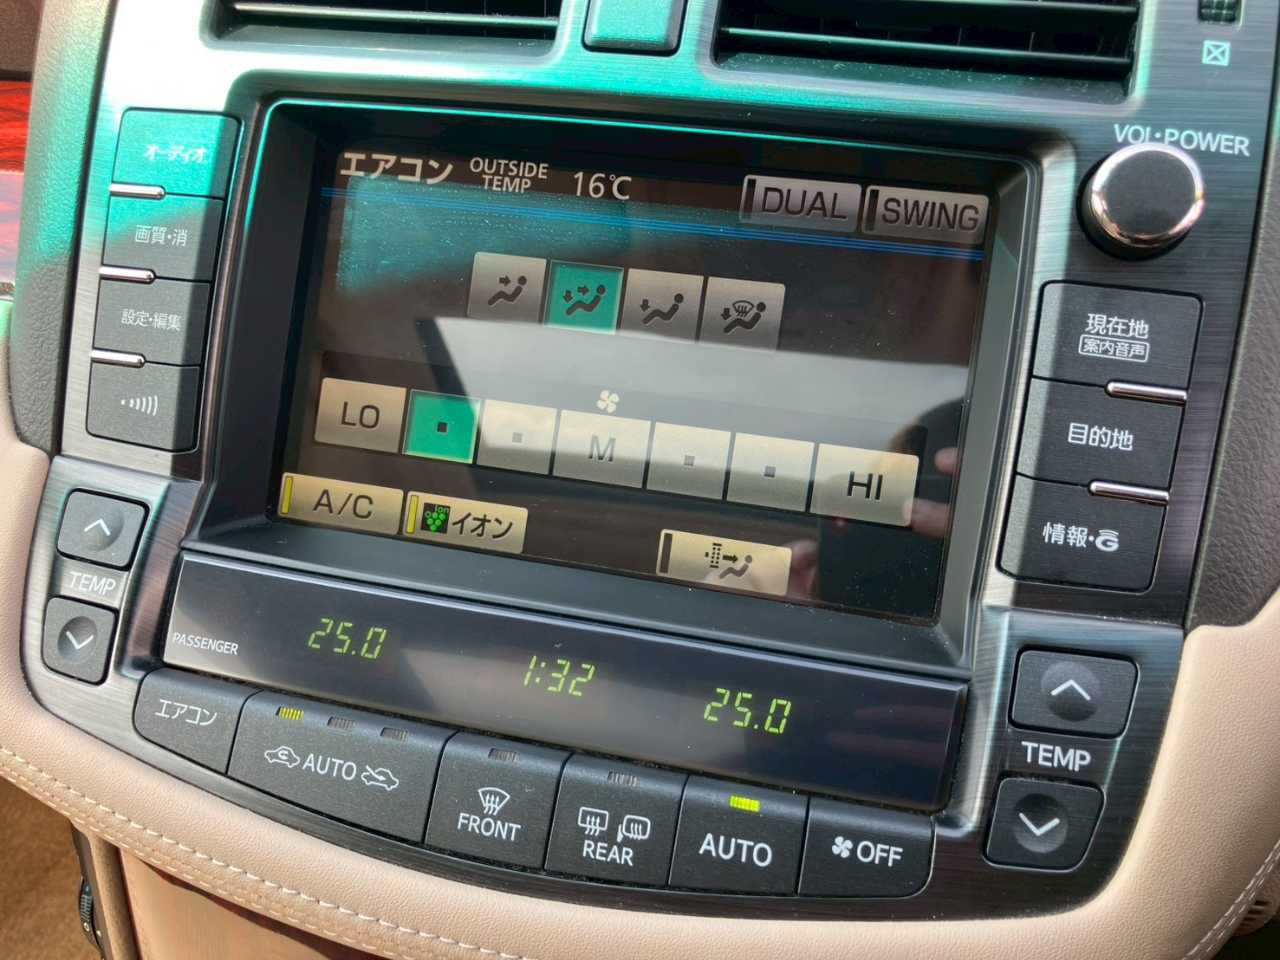 VOL・POWER
オーディオ
画質・消
設定・編集
エアコン
OUTSIDE
TEMP
16℃
DUAL
SWING
LO
M
HI
A/C
ion
イオン
現在地
案内音声
目的地
情報・G
TEMP
PASSENGER
25.0
1:32
25.0
TEMP
エアコン
AUTO
FRONT
REAR
AUTO
OFF